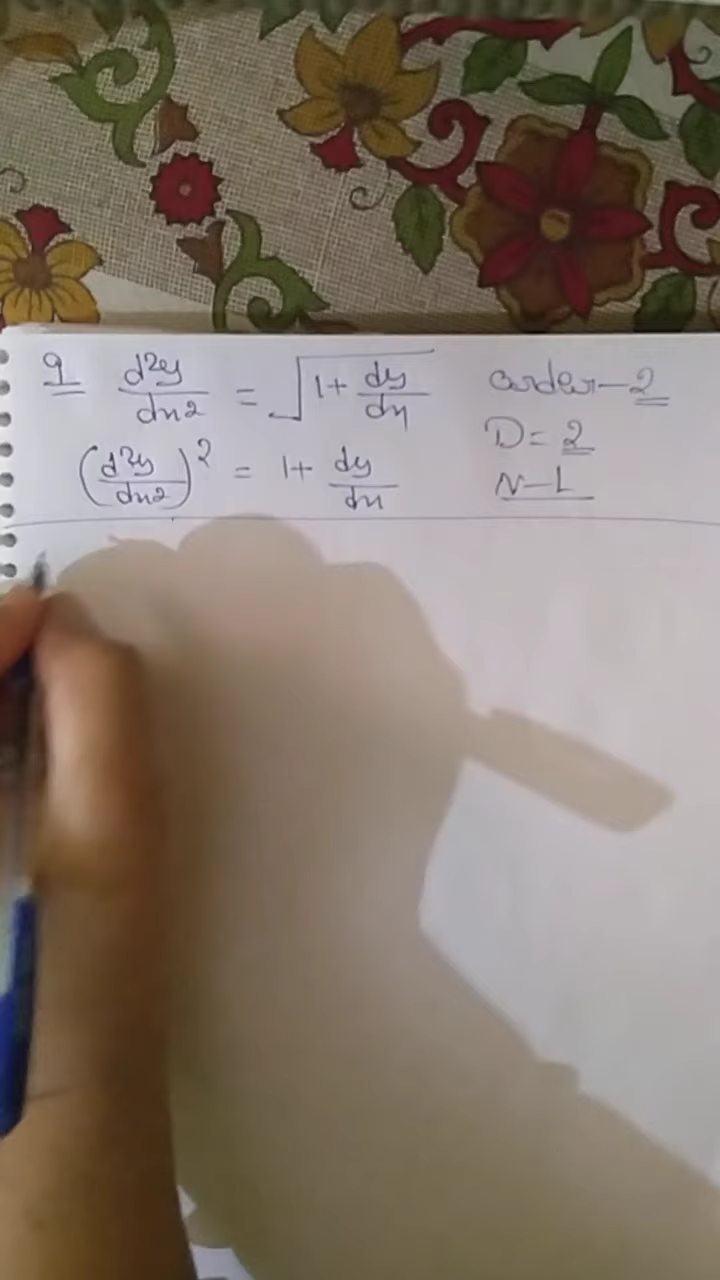 9 d²y/dx2 = √(1+ dy/dx) order-2
D= 2
(d²y/dx2)² = 1+ dy/dx N-L